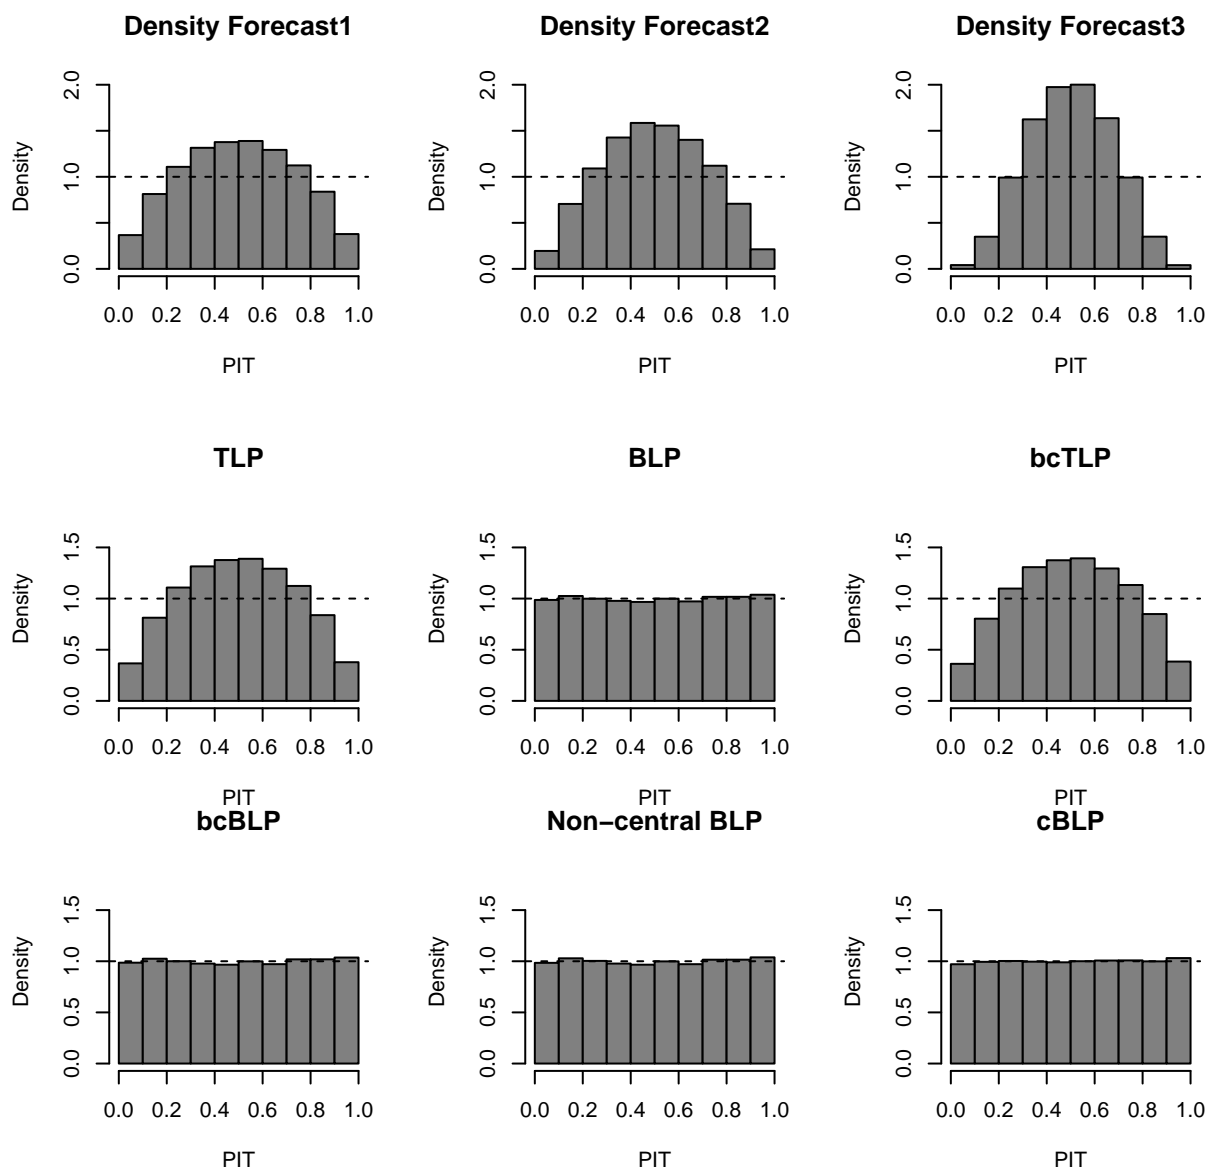 Density Forecast1
Density Forecast2
Density Forecast3
Density
0.0 1.0 2.0
0.0 0.2 0.4 0.6 0.8 1.0
PIT
Density
0.0 1.0 2.0
0.0 0.2 0.4 0.6 0.8 1.0
PIT
Density
0.0 1.0 2.0
0.0 0.2 0.4 0.6 0.8 1.0
PIT
TLP
BLP
bcTLP
Density
0.0 0.5 1.0 1.5
0.0 0.2 0.4 0.6 0.8 1.0
PIT
Density
0.0 0.5 1.0 1.5
0.0 0.2 0.4 0.6 0.8 1.0
PIT
Density
0.0 0.5 1.0 1.5
0.0 0.2 0.4 0.6 0.8 1.0
PIT
bcBLP
Non−central BLP
cBLP
Density
0.0 0.5 1.0 1.5
0.0 0.2 0.4 0.6 0.8 1.0
PIT
Density
0.0 0.5 1.0 1.5
0.0 0.2 0.4 0.6 0.8 1.0
PIT
Density
0.0 0.5 1.0 1.5
0.0 0.2 0.4 0.6 0.8 1.0
PIT